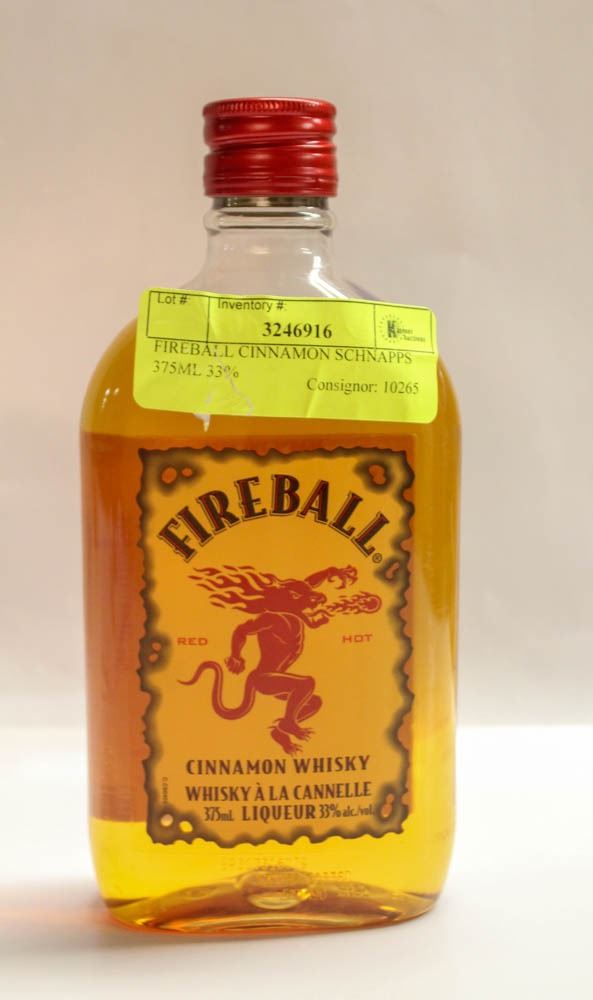 Lot #: Inventory #:
3246916
FIREBALL CINNAMON SCHNAPPS
375ML 33%
Consignor: 10265
FIREBALL®
RED HOT
CINNAMON WHISKY
WHISKY À LA CANNELLE
375mL LIQUEUR 33% alc./vol.